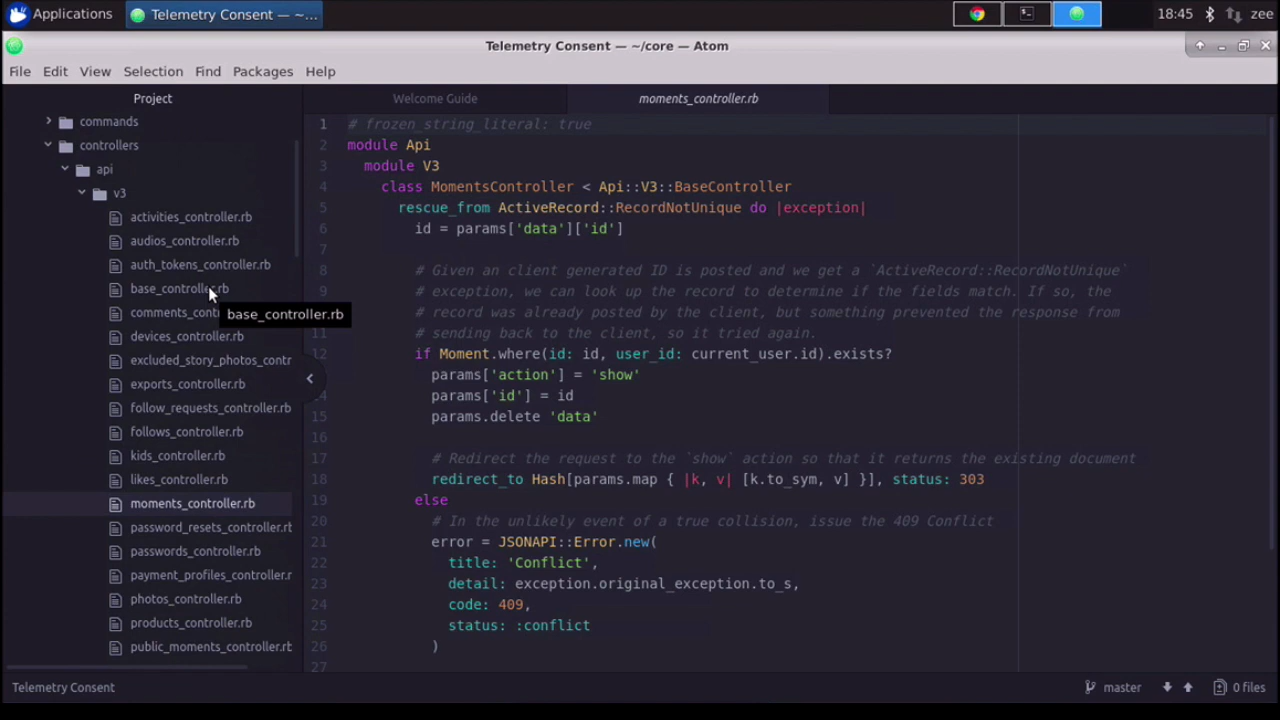 Applications
Telemetry Consent — ~...
18:45
zee
Telemetry Consent — ~/core — Atom
File Edit View Selection Find Packages Help
Project
commands
controllers
api
v3
activities_controller.rb
audios_controller.rb
auth_tokens_controller.rb
base_controller.rb
comments_cont
base_controller.rb
devices_controller.rb
excluded_story_photos_contr
exports_controller.rb
follow_requests_controller.rb
follows_controller.rb
kids_controller.rb
likes_controller.rb
moments_controller.rb
password_resets_controller.rb
passwords_controller.rb
payment_profiles_controller.r
photos_controller.rb
products_controller.rb
public_moments_controller.rb
Welcome Guide
moments_controller.rb
1 # frozen_string_literal: true
2 module Api
3 module V3
4 class MomentsController < Api::V3::BaseController
5 rescue_from ActiveRecord::RecordNotUnique do |exception|
6 id = params['data']['id']
7
8 # Given an client generated ID is posted and we get a `ActiveRecord::RecordNotUnique`
9 # exception, we can look up the record to determine if the fields match. If so, the
# record was already posted by the client, but something prevented the response from
11 # sending back to the client, so it tried again.
12 if Moment.where(id: id, user_id: current_user.id).exists?
params['action'] = 'show'
14 params['id'] = id
15 params.delete 'data'
16
17 # Redirect the request to the `show` action so that it returns the existing document
18 redirect_to Hash[params.map { |k, v| [k.to_sym, v] }], status: 303
19 else
20 # In the unlikely event of a true collision, issue the 409 Conflict
21 error = JSONAPI::Error.new(
22 title: 'Conflict',
23 detail: exception.original_exception.to_s,
24 code: 409,
25 status: :conflict
26 )
27
Telemetry Consent
master
0 files